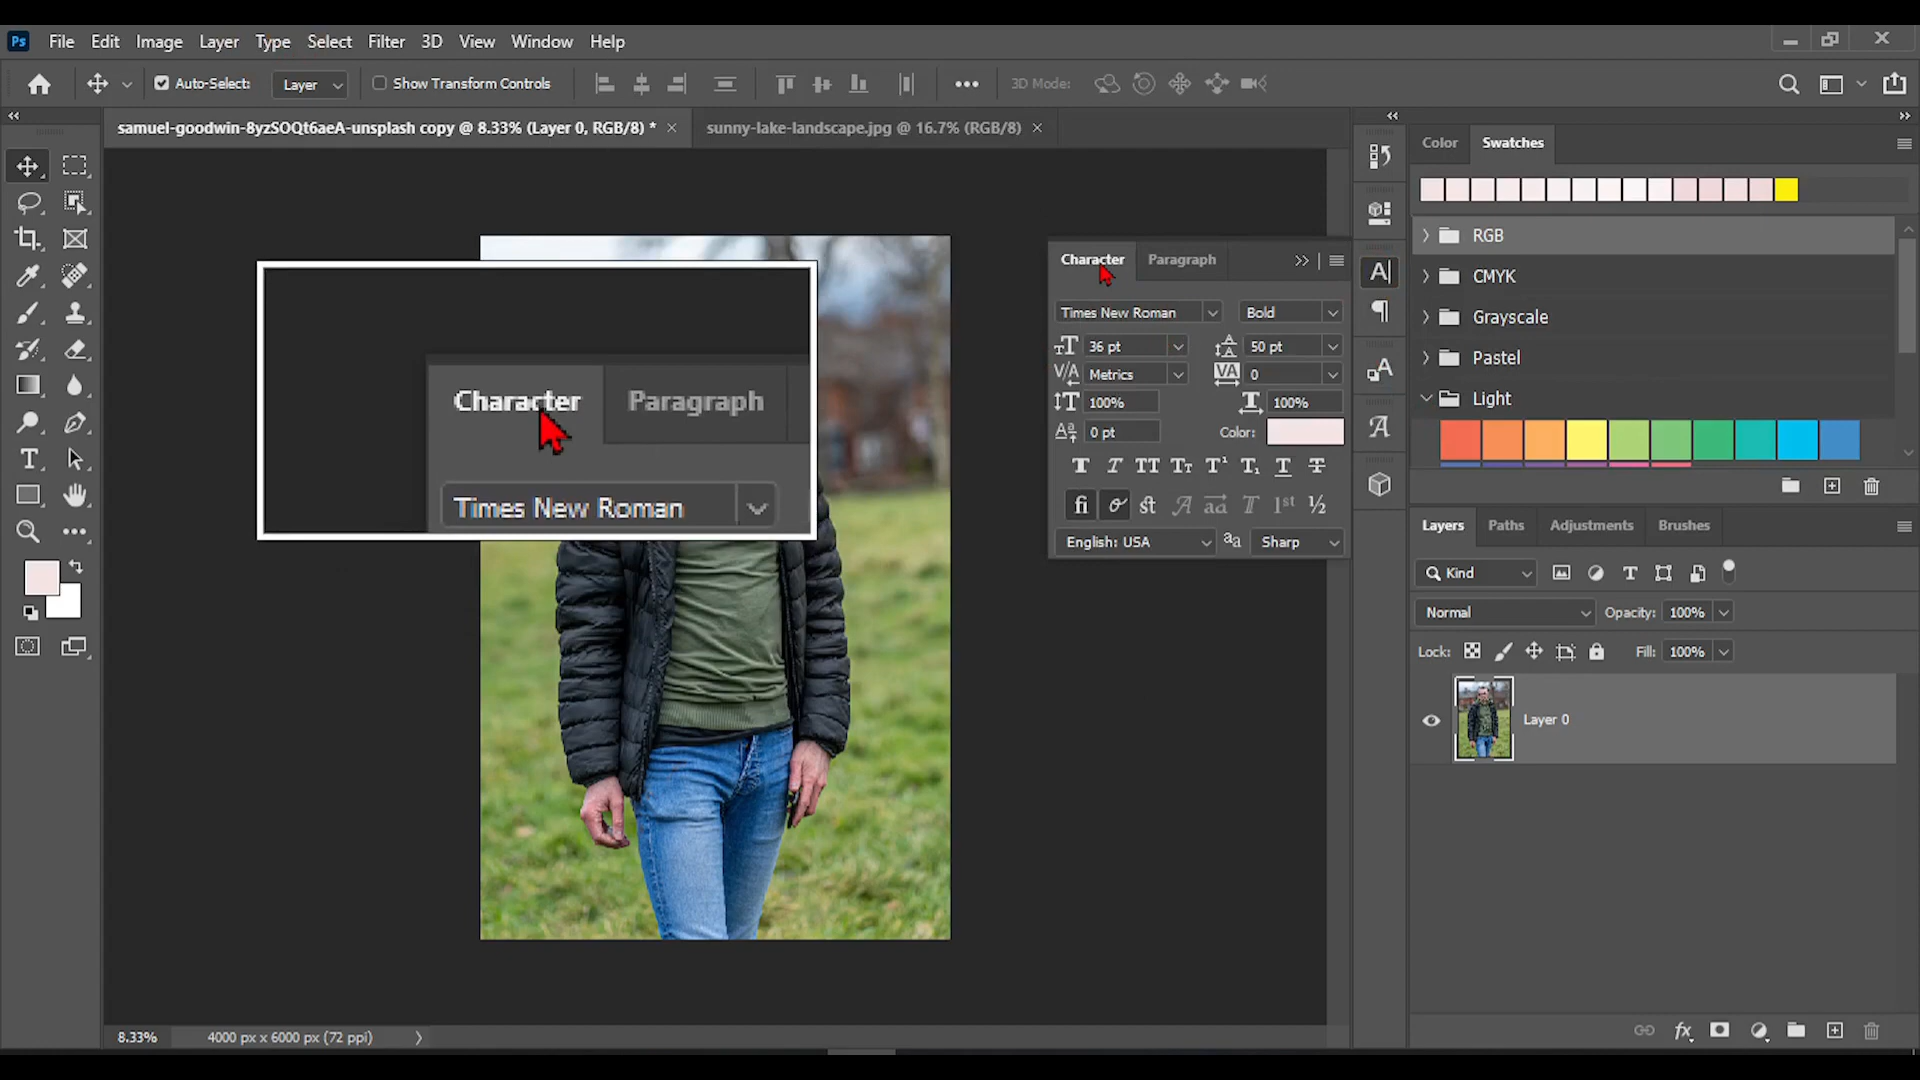 Ps File Edit Image Layer Type Select Filter 3D View Window Help
Auto-Select: Layer Show Transform Controls 3D Mode:
samuel-goodwin-8yzSOQt6aeA-unsplash copy @ 8.33% (Layer 0, RGB/8) * sunny-lake-landscape.jpg @ 16.7% (RGB/8)
Character Paragraph
Times New Roman
Character Paragraph
Times New Roman Bold
36 pt 50 pt
Metrics 0
100% 100%
0 pt Color:
English: USA Sharp
Color Swatches
RGB
CMYK
Grayscale
Pastel
Light
Layers Paths Adjustments Brushes
Kind
Normal Opacity: 100%
Lock: Fill: 100%
Layer 0
8.33% 4000 px x 6000 px (72 ppi)